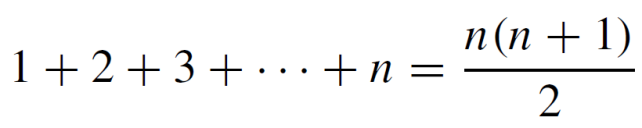 1 + 2 + 3 + ⋯ + n = n(n + 1)/2